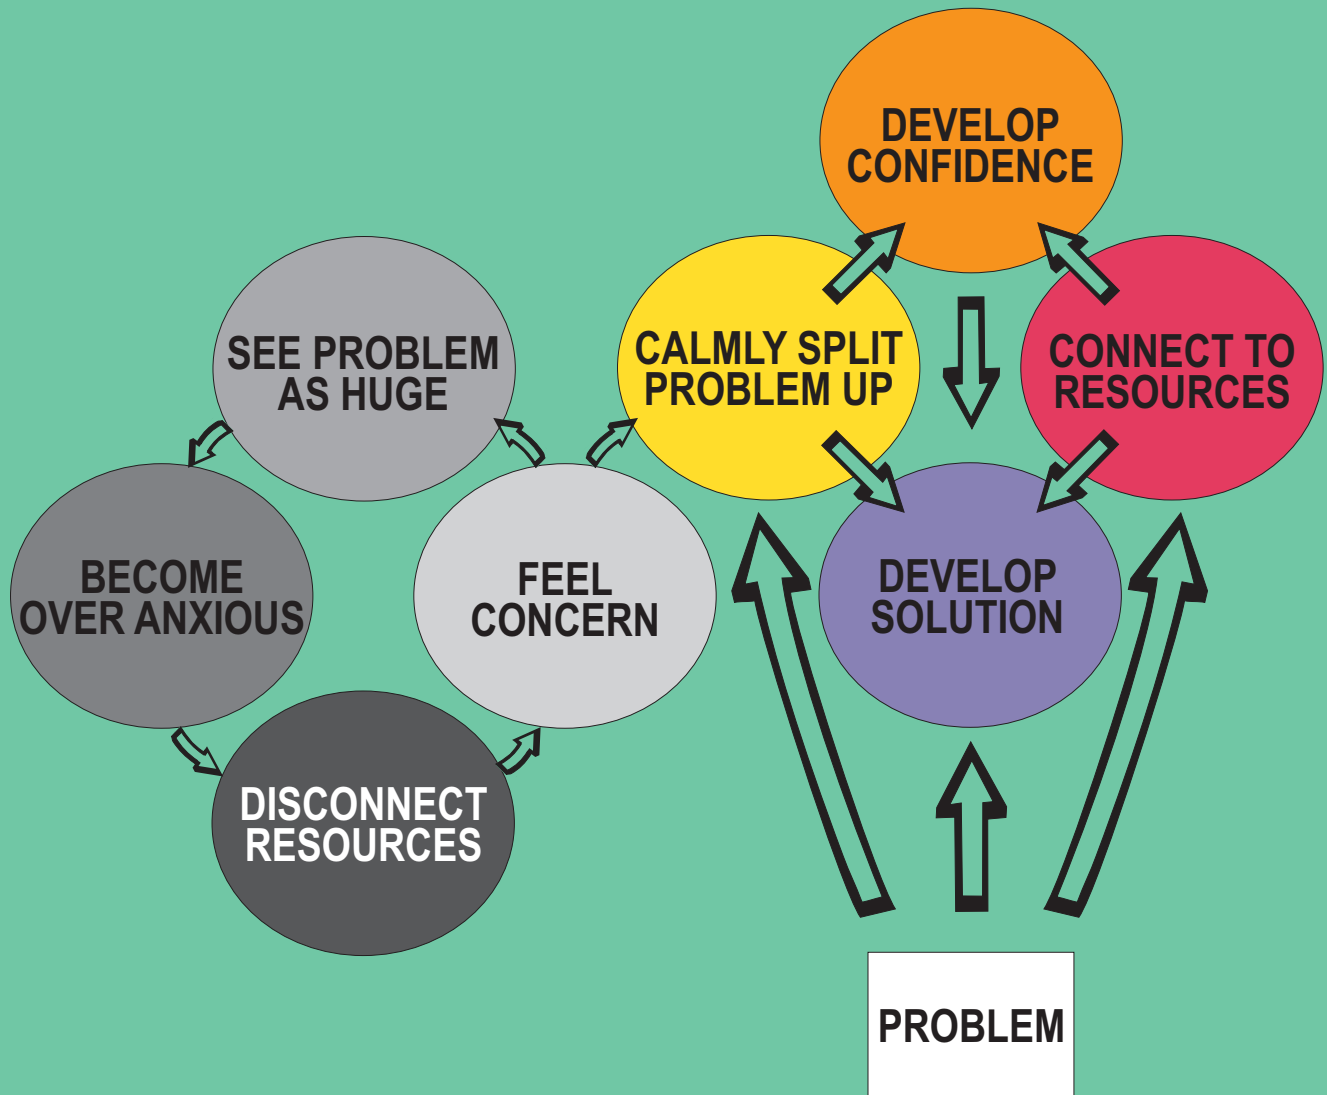 DEVELOP
CONFIDENCE
SEE PROBLEM
AS HUGE
CALMLY SPLIT
PROBLEM UP
CONNECT TO
RESOURCES
BECOME
OVER ANXIOUS
FEEL
CONCERN
DEVELOP
SOLUTION
DISCONNECT
RESOURCES
PROBLEM